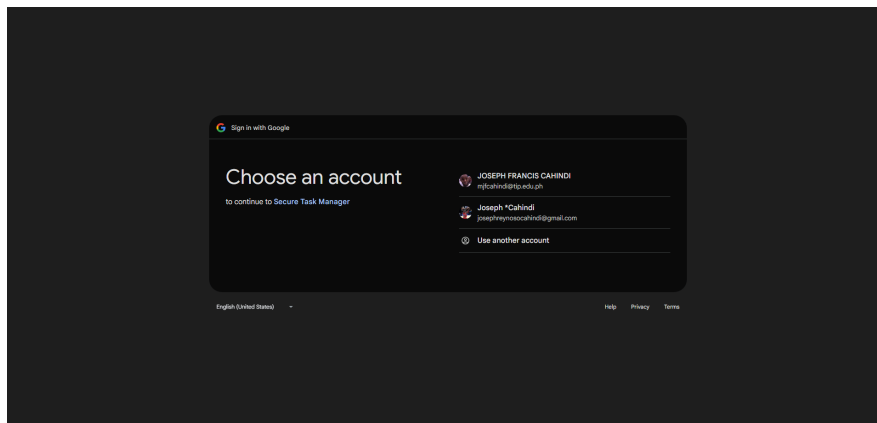 Sign in with Google
Choose an account
to continue to Secure Task Manager
JOSEPH FRANCIS CAHINDI
mjfcahindi@tip.edu.ph
Joseph *Cahindi
josephreynosocahindi@gmail.com
Use another account
English (United States)
Help Privacy Terms